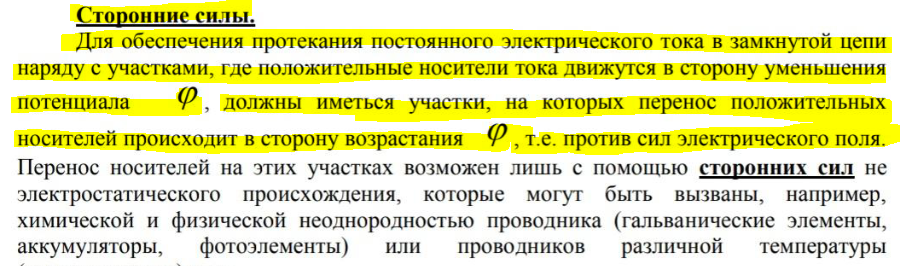 Сторонние силы.
Для обеспечения протекания постоянного электрического тока в замкнутой цепи
наряду с участками, где положительные носители тока движутся в сторону уменьшения
потенциала φ, должны иметься участки, на которых перенос положительных
носителей происходит в сторону возрастания φ, т.е. против сил электрического поля.
Перенос носителей на этих участках возможен лишь с помощью сторонних сил не
электростатического происхождения, которые могут быть вызваны, например,
химической и физической неоднородностью проводника (гальванические элементы,
аккумуляторы, фотоэлементы) или проводников различной температуры